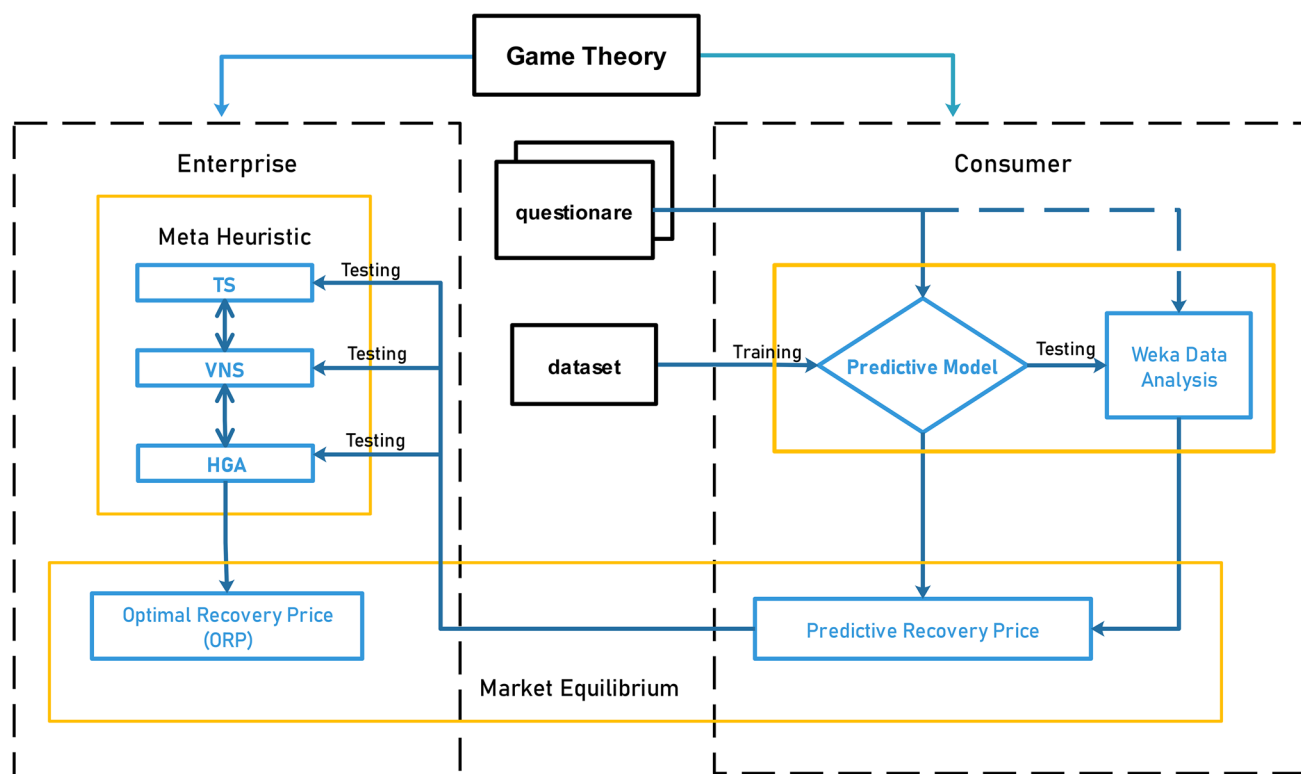 Game Theory
Enterprise
Consumer
questionare
Meta Heuristic
TS
Testing
VNS
Testing
HGA
Testing
dataset
Training
Predictive Model
Testing
Weka Data
Analysis
Optimal Recovery Price
(ORP)
Predictive Recovery Price
Market Equilibrium